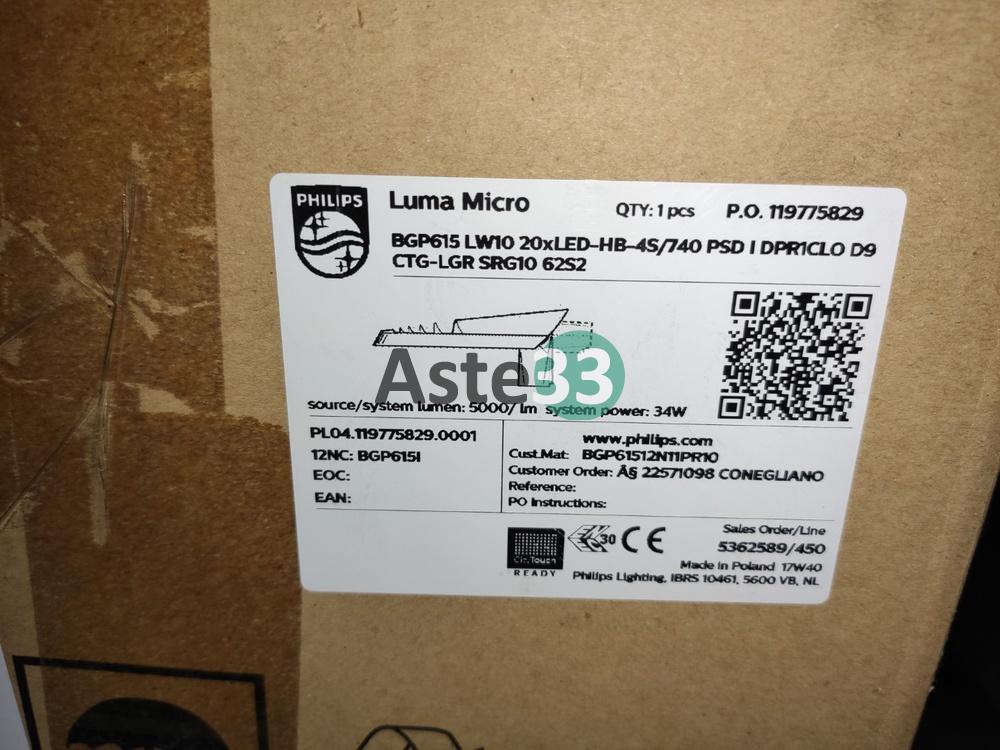 PHILIPS
Luma Micro
QTY: 1 pcs P.O. 119775829
BGP615 LW10 20xLED-HB-4S/740 PSD I DPR1CLO D9
CTG-LGR SRG10 62S2
Aste33
source/system lumen: 5000/ lm system power: 34W
PL04.119775829.0001
12NC: BGP615I
EOC:
EAN:
www.philips.com
Cust.Mat: BGP61512N11PR10
Customer Order: Â§ 22571098 CONEGLIANO
Reference:
PO Instructions:
CityTouch
READY
30
CE
Sales Order/Line
5362589/450
Made in Poland 17W40
Philips Lighting, IBRS 10461, 5600 VB, NL